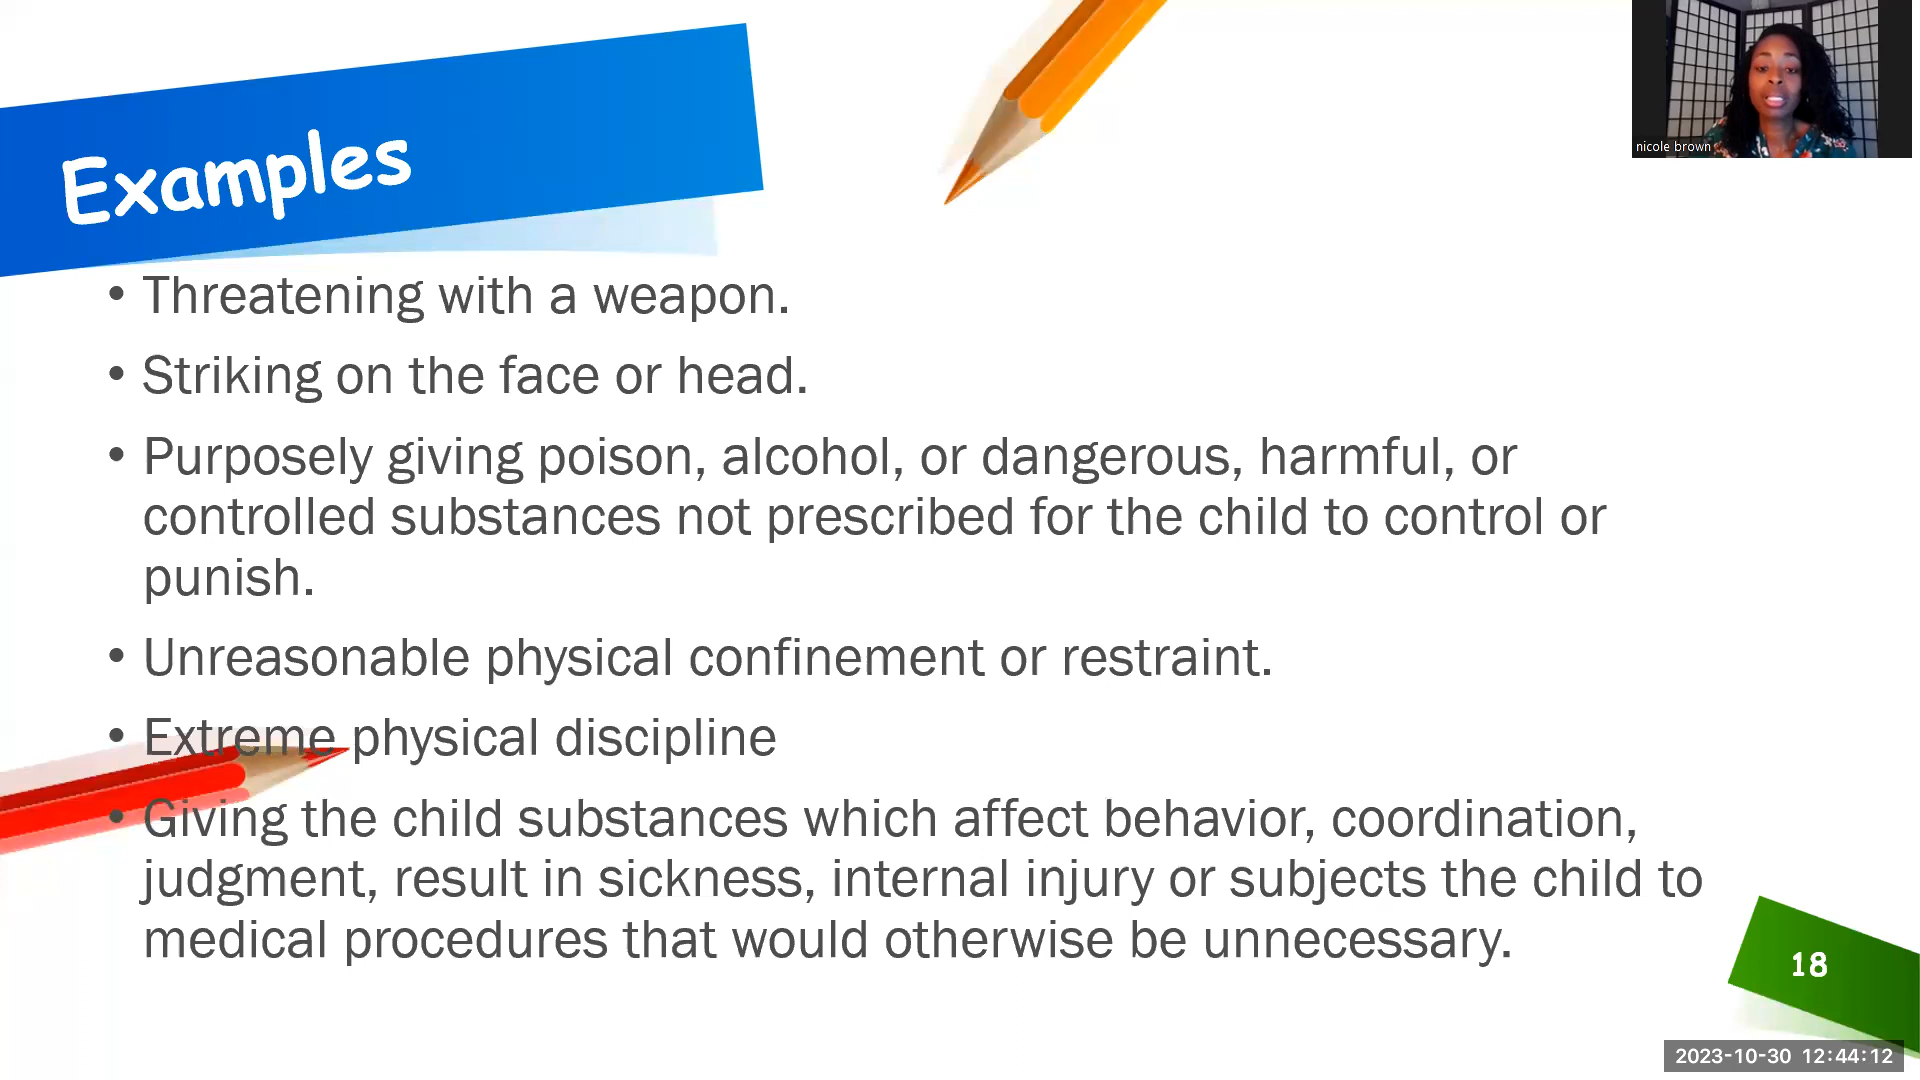 Examples
nicole brown
• Threatening with a weapon.
• Striking on the face or head.
• Purposely giving poison, alcohol, or dangerous, harmful, or
controlled substances not prescribed for the child to control or
punish.
• Unreasonable physical confinement or restraint.
• Extreme physical discipline
• Giving the child substances which affect behavior, coordination,
judgment, result in sickness, internal injury or subjects the child to
medical procedures that would otherwise be unnecessary.
18
2023-10-30 12:44:12